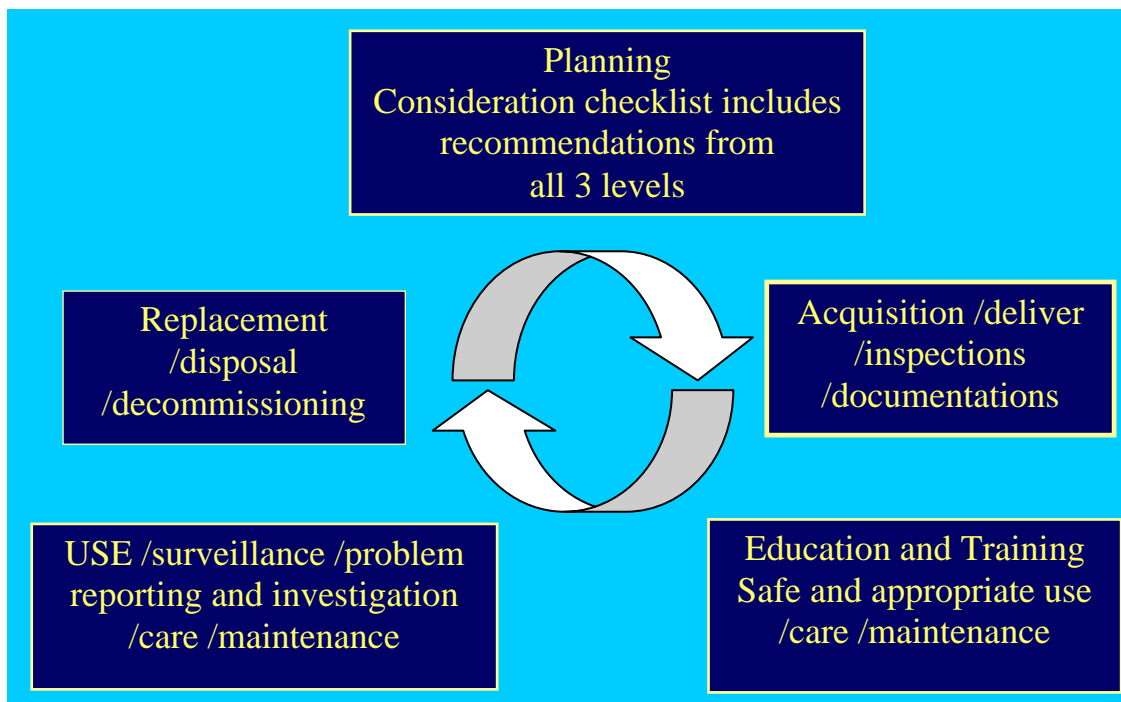 Planning
Consideration checklist includes
recommendations from
all 3 levels
Acquisition /deliver
/inspections
/documentations
Education and Training
Safe and appropriate use
/care /maintenance
USE /surveillance /problem
reporting and investigation
/care /maintenance
Replacement
/disposal
/decommissioning